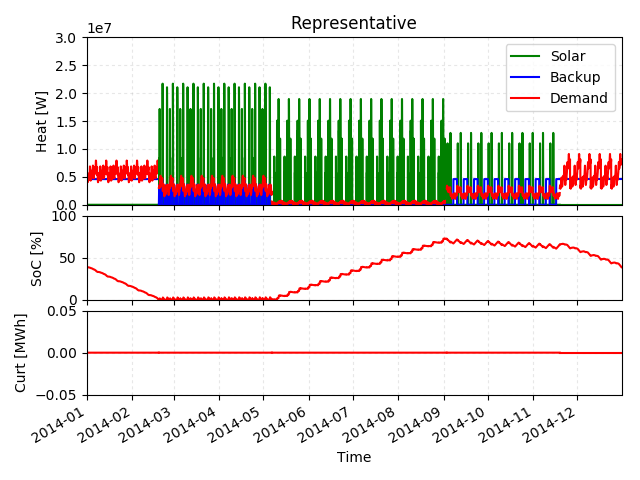 Representative
1e7
3.0
2.5
2.0
1.5
1.0
0.5
0.0
Heat [W]
Solar
Backup
Demand
100
50
0
SoC [%]
0.05
0.00
−0.05
Curt [MWh]
2014-01
2014-02
2014-03
2014-04
2014-05
2014-06
2014-07
2014-08
2014-09
2014-10
2014-11
2014-12
Time